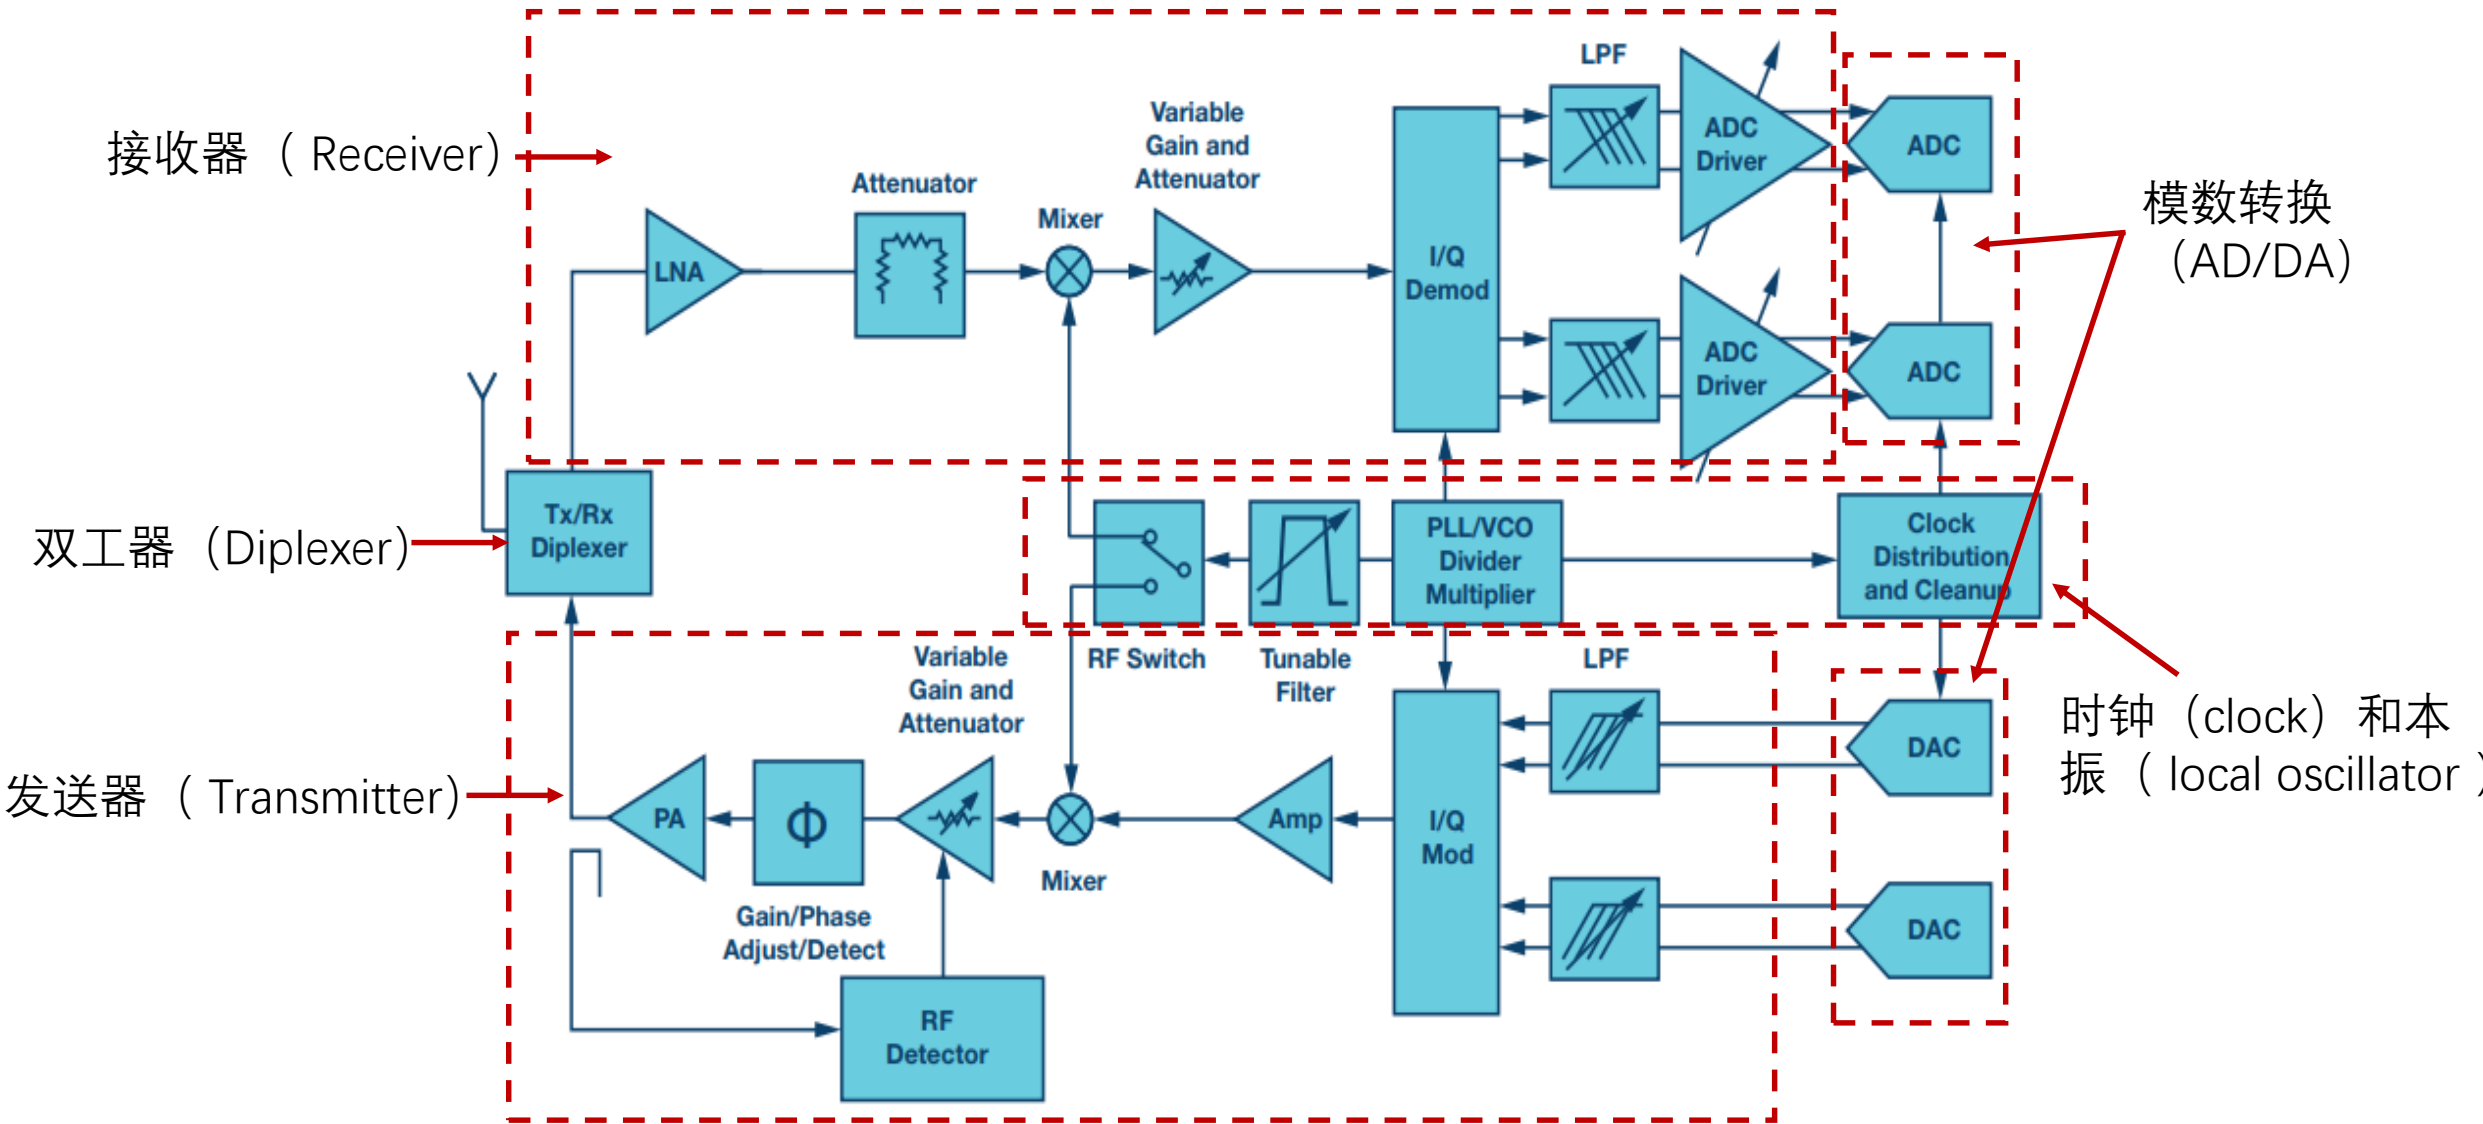 LPF
Variable
Gain and
Attenuator
ADC
Driver
ADC
接收器（ Receiver）
Attenuator
Mixer
模数转换
（AD/DA）
LNA
I/Q
Demod
ADC
Driver
ADC
双工器（Diplexer）
Tx/Rx
Diplexer
PLL/VCO
Divider
Multiplier
Clock
Distribution
and Cleanup
RF Switch
Tunable
Filter
LPF
Variable
Gain and
Attenuator
时钟（clock）和本
振（ local oscillator ）
发送器（ Transmitter）
PA
Φ
Mixer
Amp
I/Q
Mod
DAC
Gain/Phase
Adjust/Detect
DAC
RF
Detector